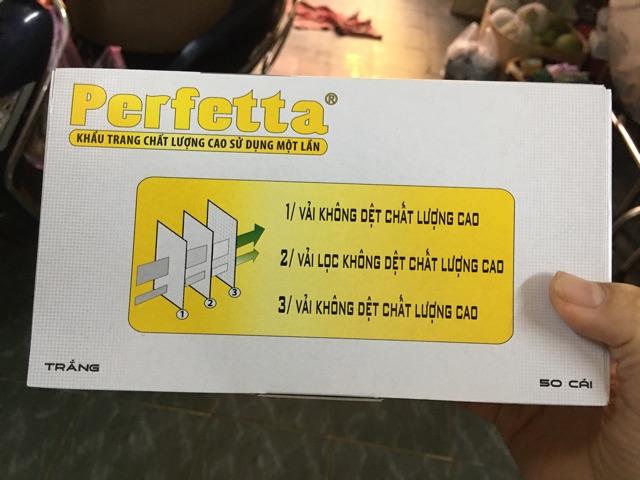 Perfetta®
KHẨU TRANG CHẤT LƯỢNG CAO SỬ DỤNG MỘT LẦN
1/ VẢI KHÔNG DỆT CHẤT LƯỢNG CAO
2/ VẢI LỌC KHÔNG DỆT CHẤT LƯỢNG CAO
3/ VẢI KHÔNG DỆT CHẤT LƯỢNG CAO
1 2 3
TRẮNG
50 CÁI